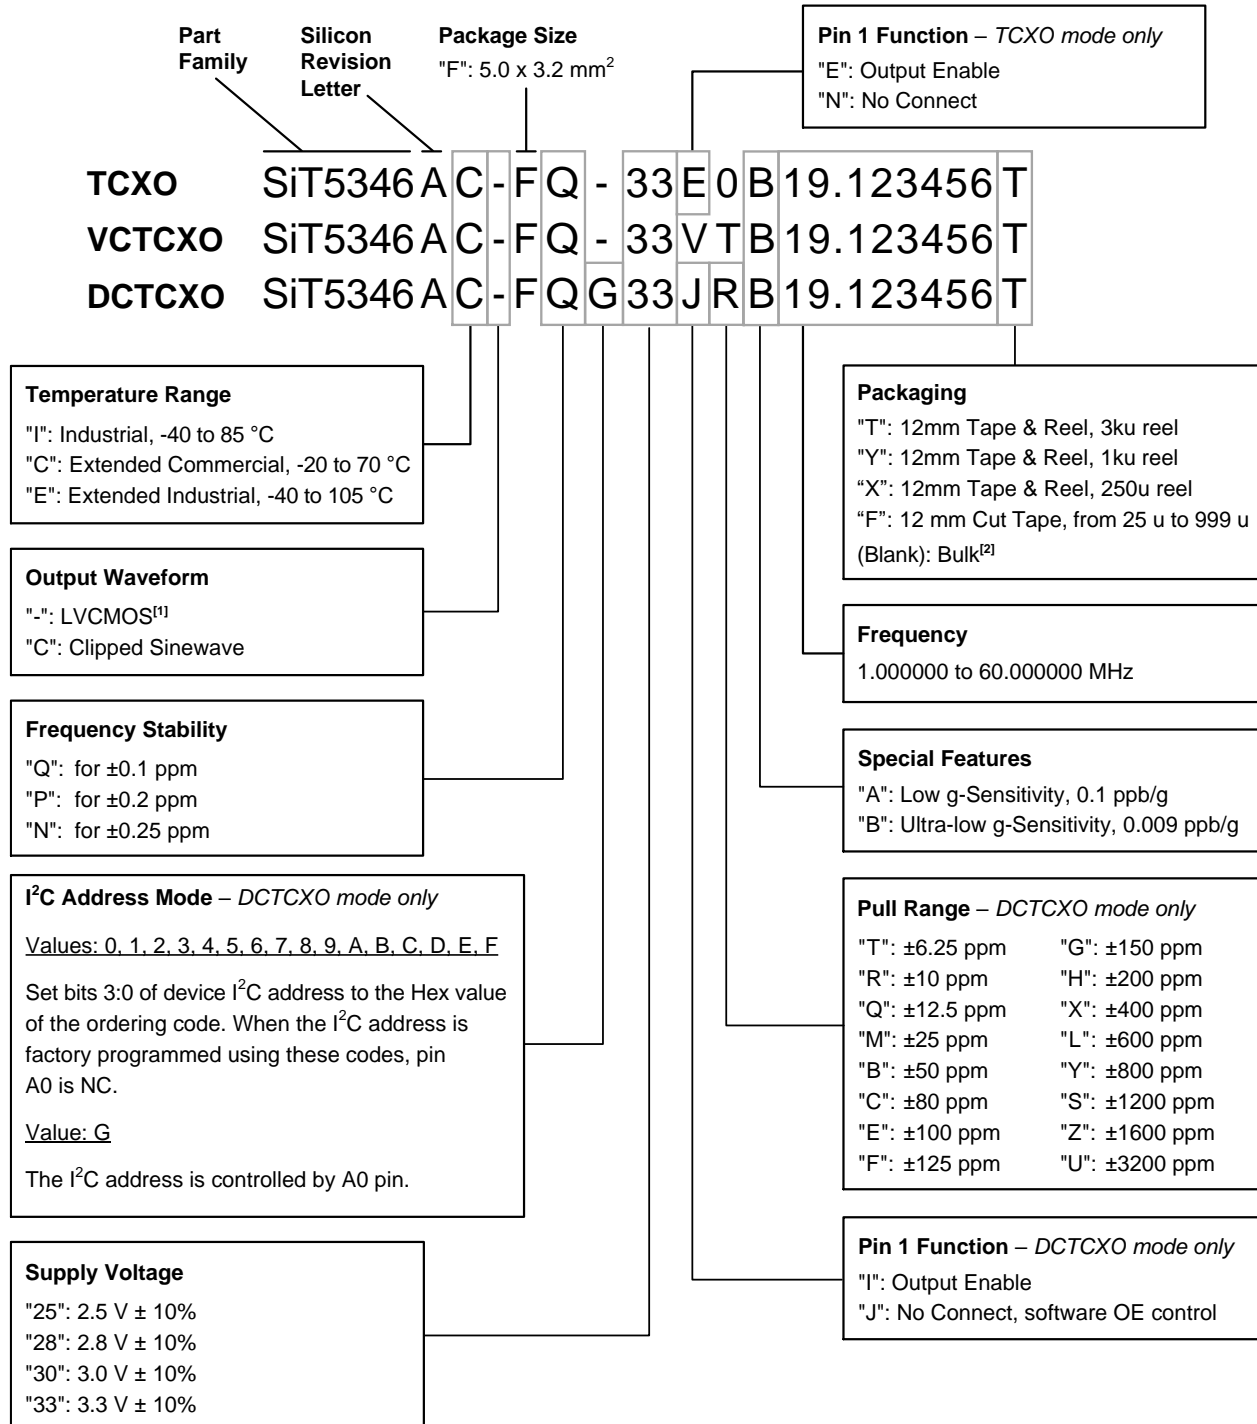 Part Family
Silicon Revision Letter
Package Size
"F": 5.0 x 3.2 mm2
Pin 1 Function – TCXO mode only
"E": Output Enable
"N": No Connect
TCXO SiT5346 A C - F Q - 33 E 0 B 19.123456 T
VCTCXO SiT5346 A C - F Q - 33 V T B 19.123456 T
DCTCXO SiT5346 A C - F Q G 33 J R B 19.123456 T
Temperature Range
"I": Industrial, -40 to 85 °C
"C": Extended Commercial, -20 to 70 °C
"E": Extended Industrial, -40 to 105 °C
Output Waveform
"-": LVCMOS[1]
"C": Clipped Sinewave
Frequency Stability
"Q": for ±0.1 ppm
"P": for ±0.2 ppm
"N": for ±0.25 ppm
I2C Address Mode – DCTCXO mode only
Values: 0, 1, 2, 3, 4, 5, 6, 7, 8, 9, A, B, C, D, E, F
Set bits 3:0 of device I2C address to the Hex value
of the ordering code. When the I2C address is
factory programmed using these codes, pin
A0 is NC.
Value: G
The I2C address is controlled by A0 pin.
Supply Voltage
"25": 2.5 V ± 10%
"28": 2.8 V ± 10%
"30": 3.0 V ± 10%
"33": 3.3 V ± 10%
Packaging
"T": 12mm Tape & Reel, 3ku reel
"Y": 12mm Tape & Reel, 1ku reel
“X”: 12mm Tape & Reel, 250u reel
“F”: 12 mm Cut Tape, from 25 u to 999 u
(Blank): Bulk[2]
Frequency
1.000000 to 60.000000 MHz
Special Features
"A": Low g-Sensitivity, 0.1 ppb/g
"B": Ultra-low g-Sensitivity, 0.009 ppb/g
Pull Range – DCTCXO mode only
"T": ±6.25 ppm "G": ±150 ppm
"R": ±10 ppm "H": ±200 ppm
"Q": ±12.5 ppm "X": ±400 ppm
"M": ±25 ppm "L": ±600 ppm
"B": ±50 ppm "Y": ±800 ppm
"C": ±80 ppm "S": ±1200 ppm
"E": ±100 ppm "Z": ±1600 ppm
"F": ±125 ppm "U": ±3200 ppm
Pin 1 Function – DCTCXO mode only
"I": Output Enable
"J": No Connect, software OE control